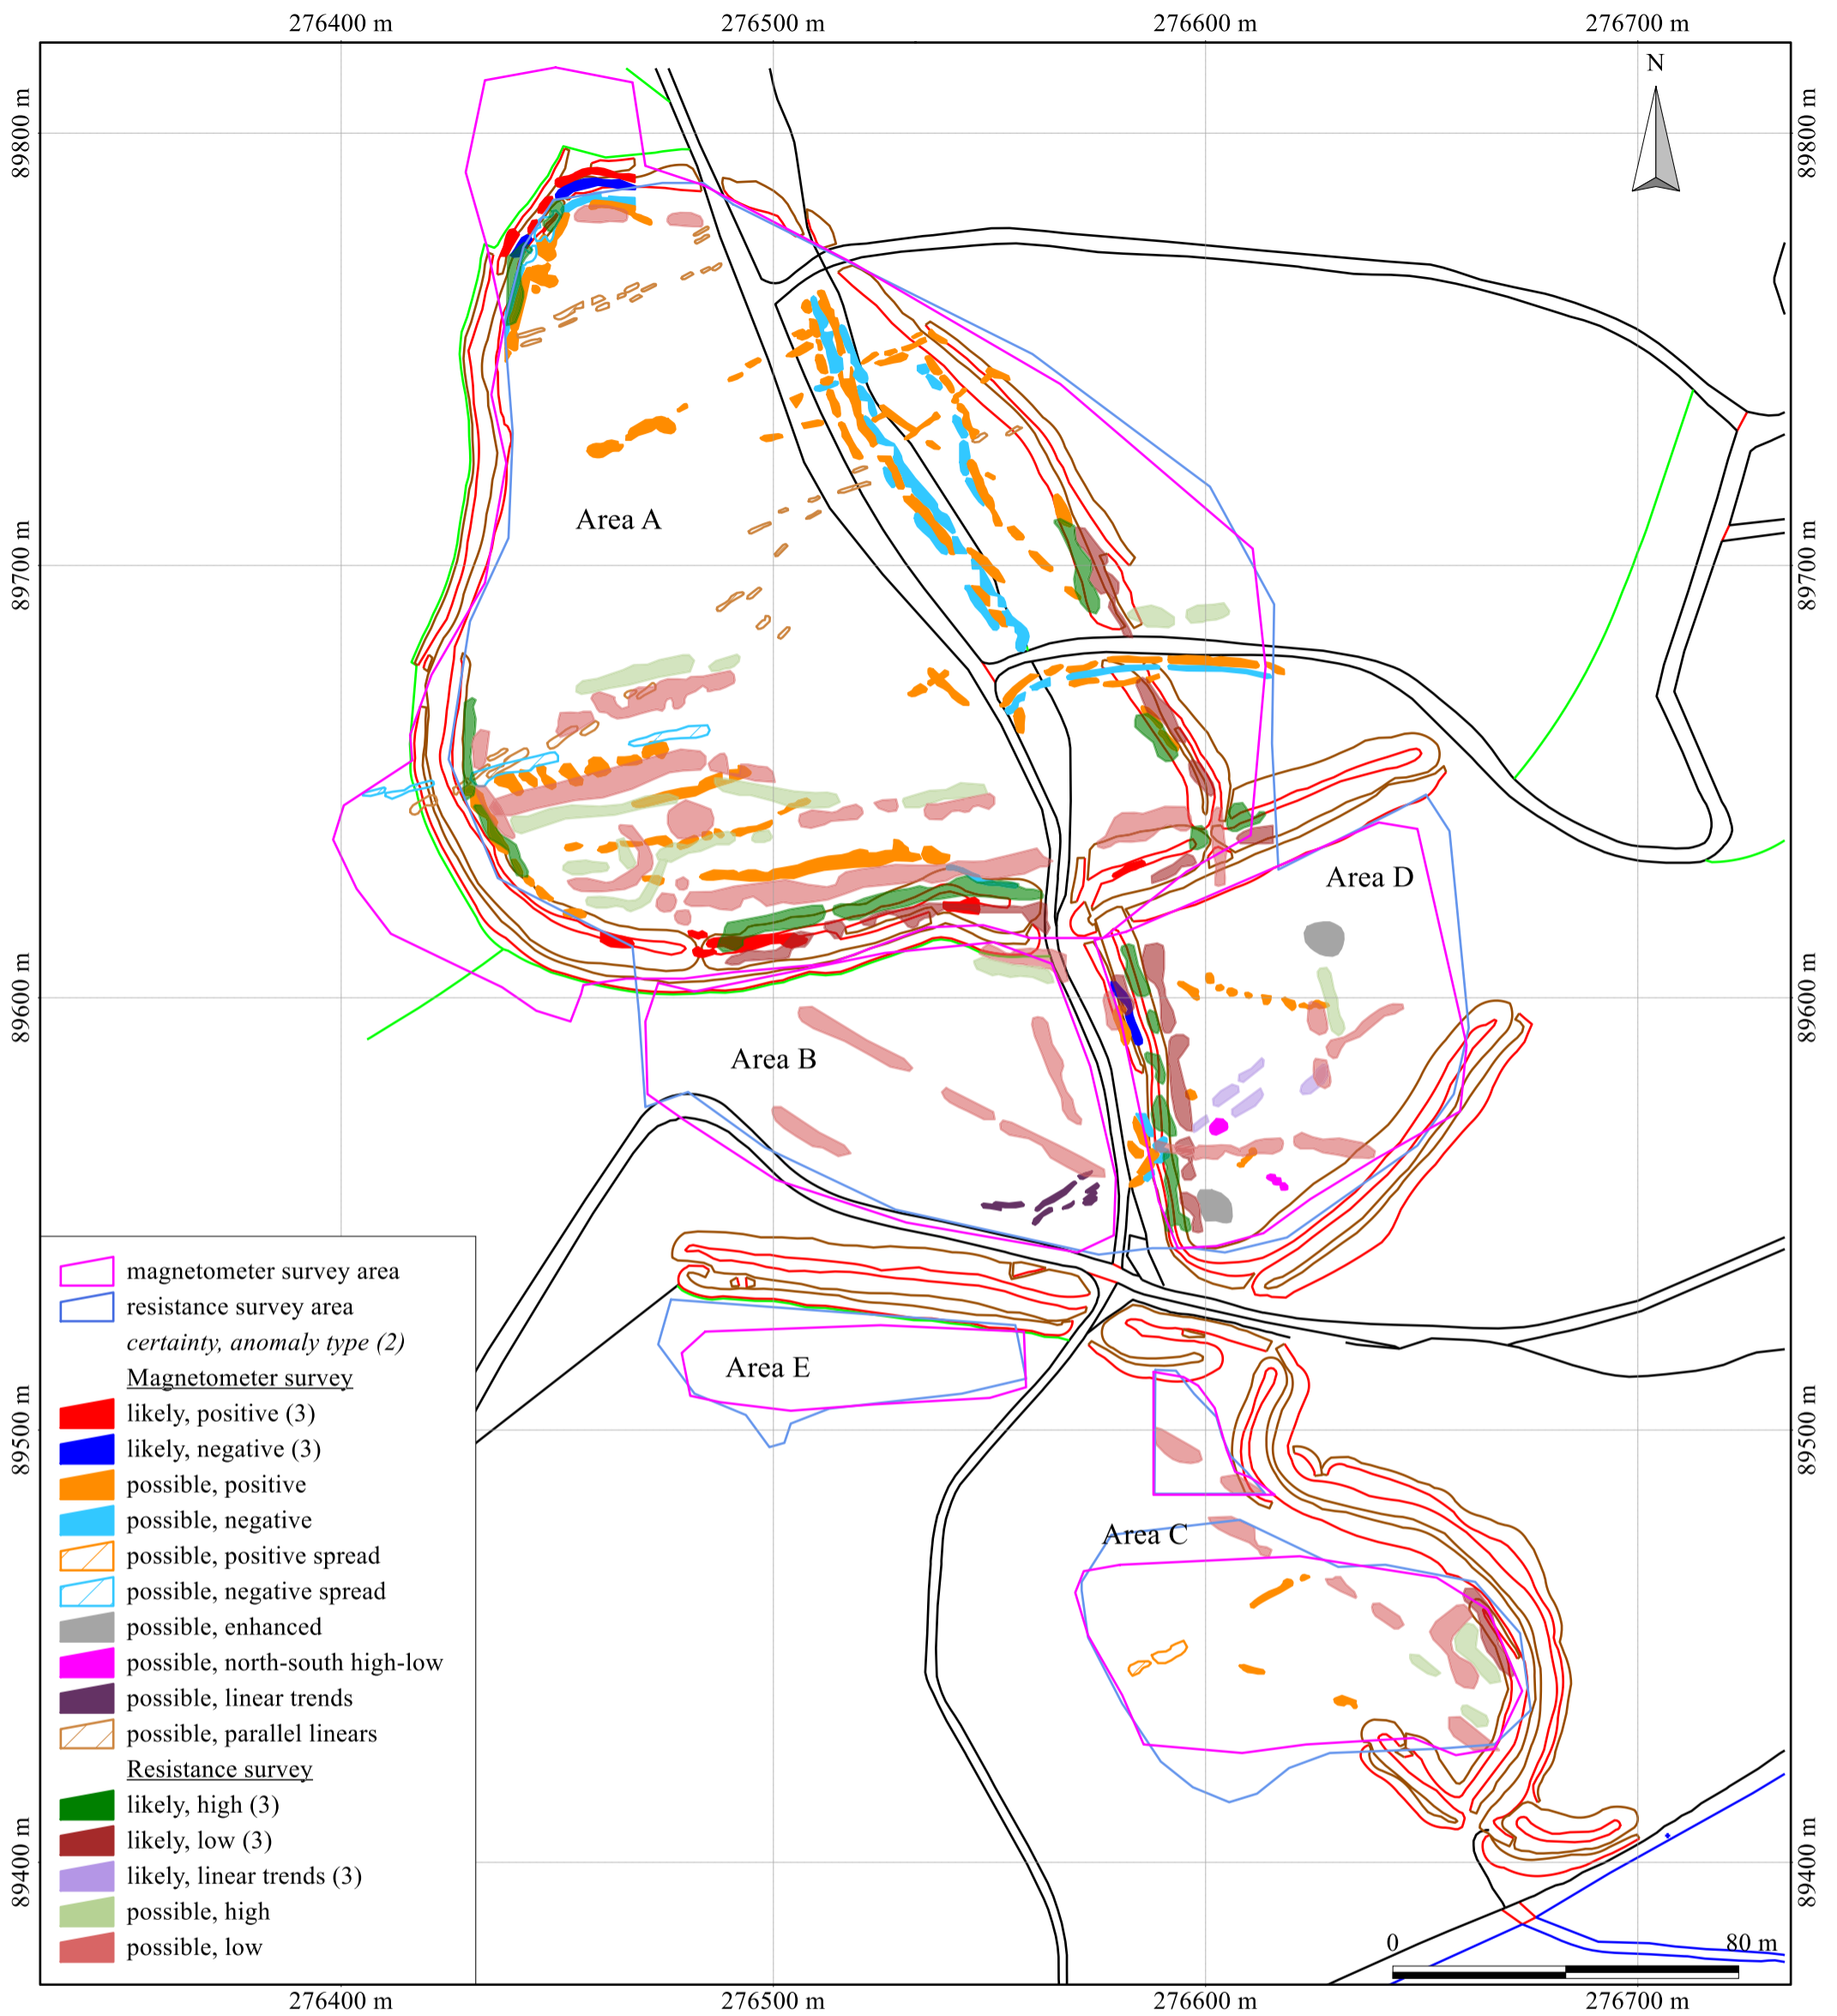 276400 m 276500 m 276600 m 276700 m
N
89800 m 89800 m
Area A
89700 m 89700 m
Area D
89600 m 89600 m
Area B
magnetometer survey area
resistance survey area
certainty, anomaly type (2)
Magnetometer survey
likely, positive (3)
likely, negative (3)
possible, positive
possible, negative
possible, positive spread
possible, negative spread
possible, enhanced
possible, north-south high-low
possible, linear trends
possible, parallel linears
Resistance survey
likely, high (3)
likely, low (3)
likely, linear trends (3)
possible, high
possible, low
Area E
89500 m 89500 m
Area C
89400 m 89400 m
0 80 m
276400 m 276500 m 276600 m 276700 m